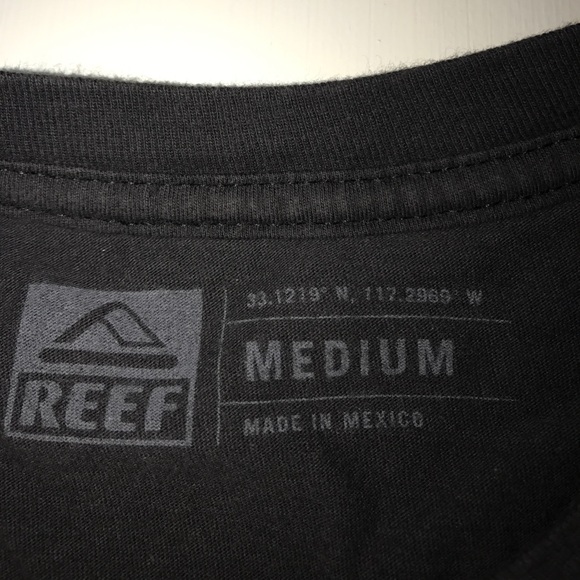 REEF
33.1219° N, 117.2969° W
MEDIUM
MADE IN MEXICO